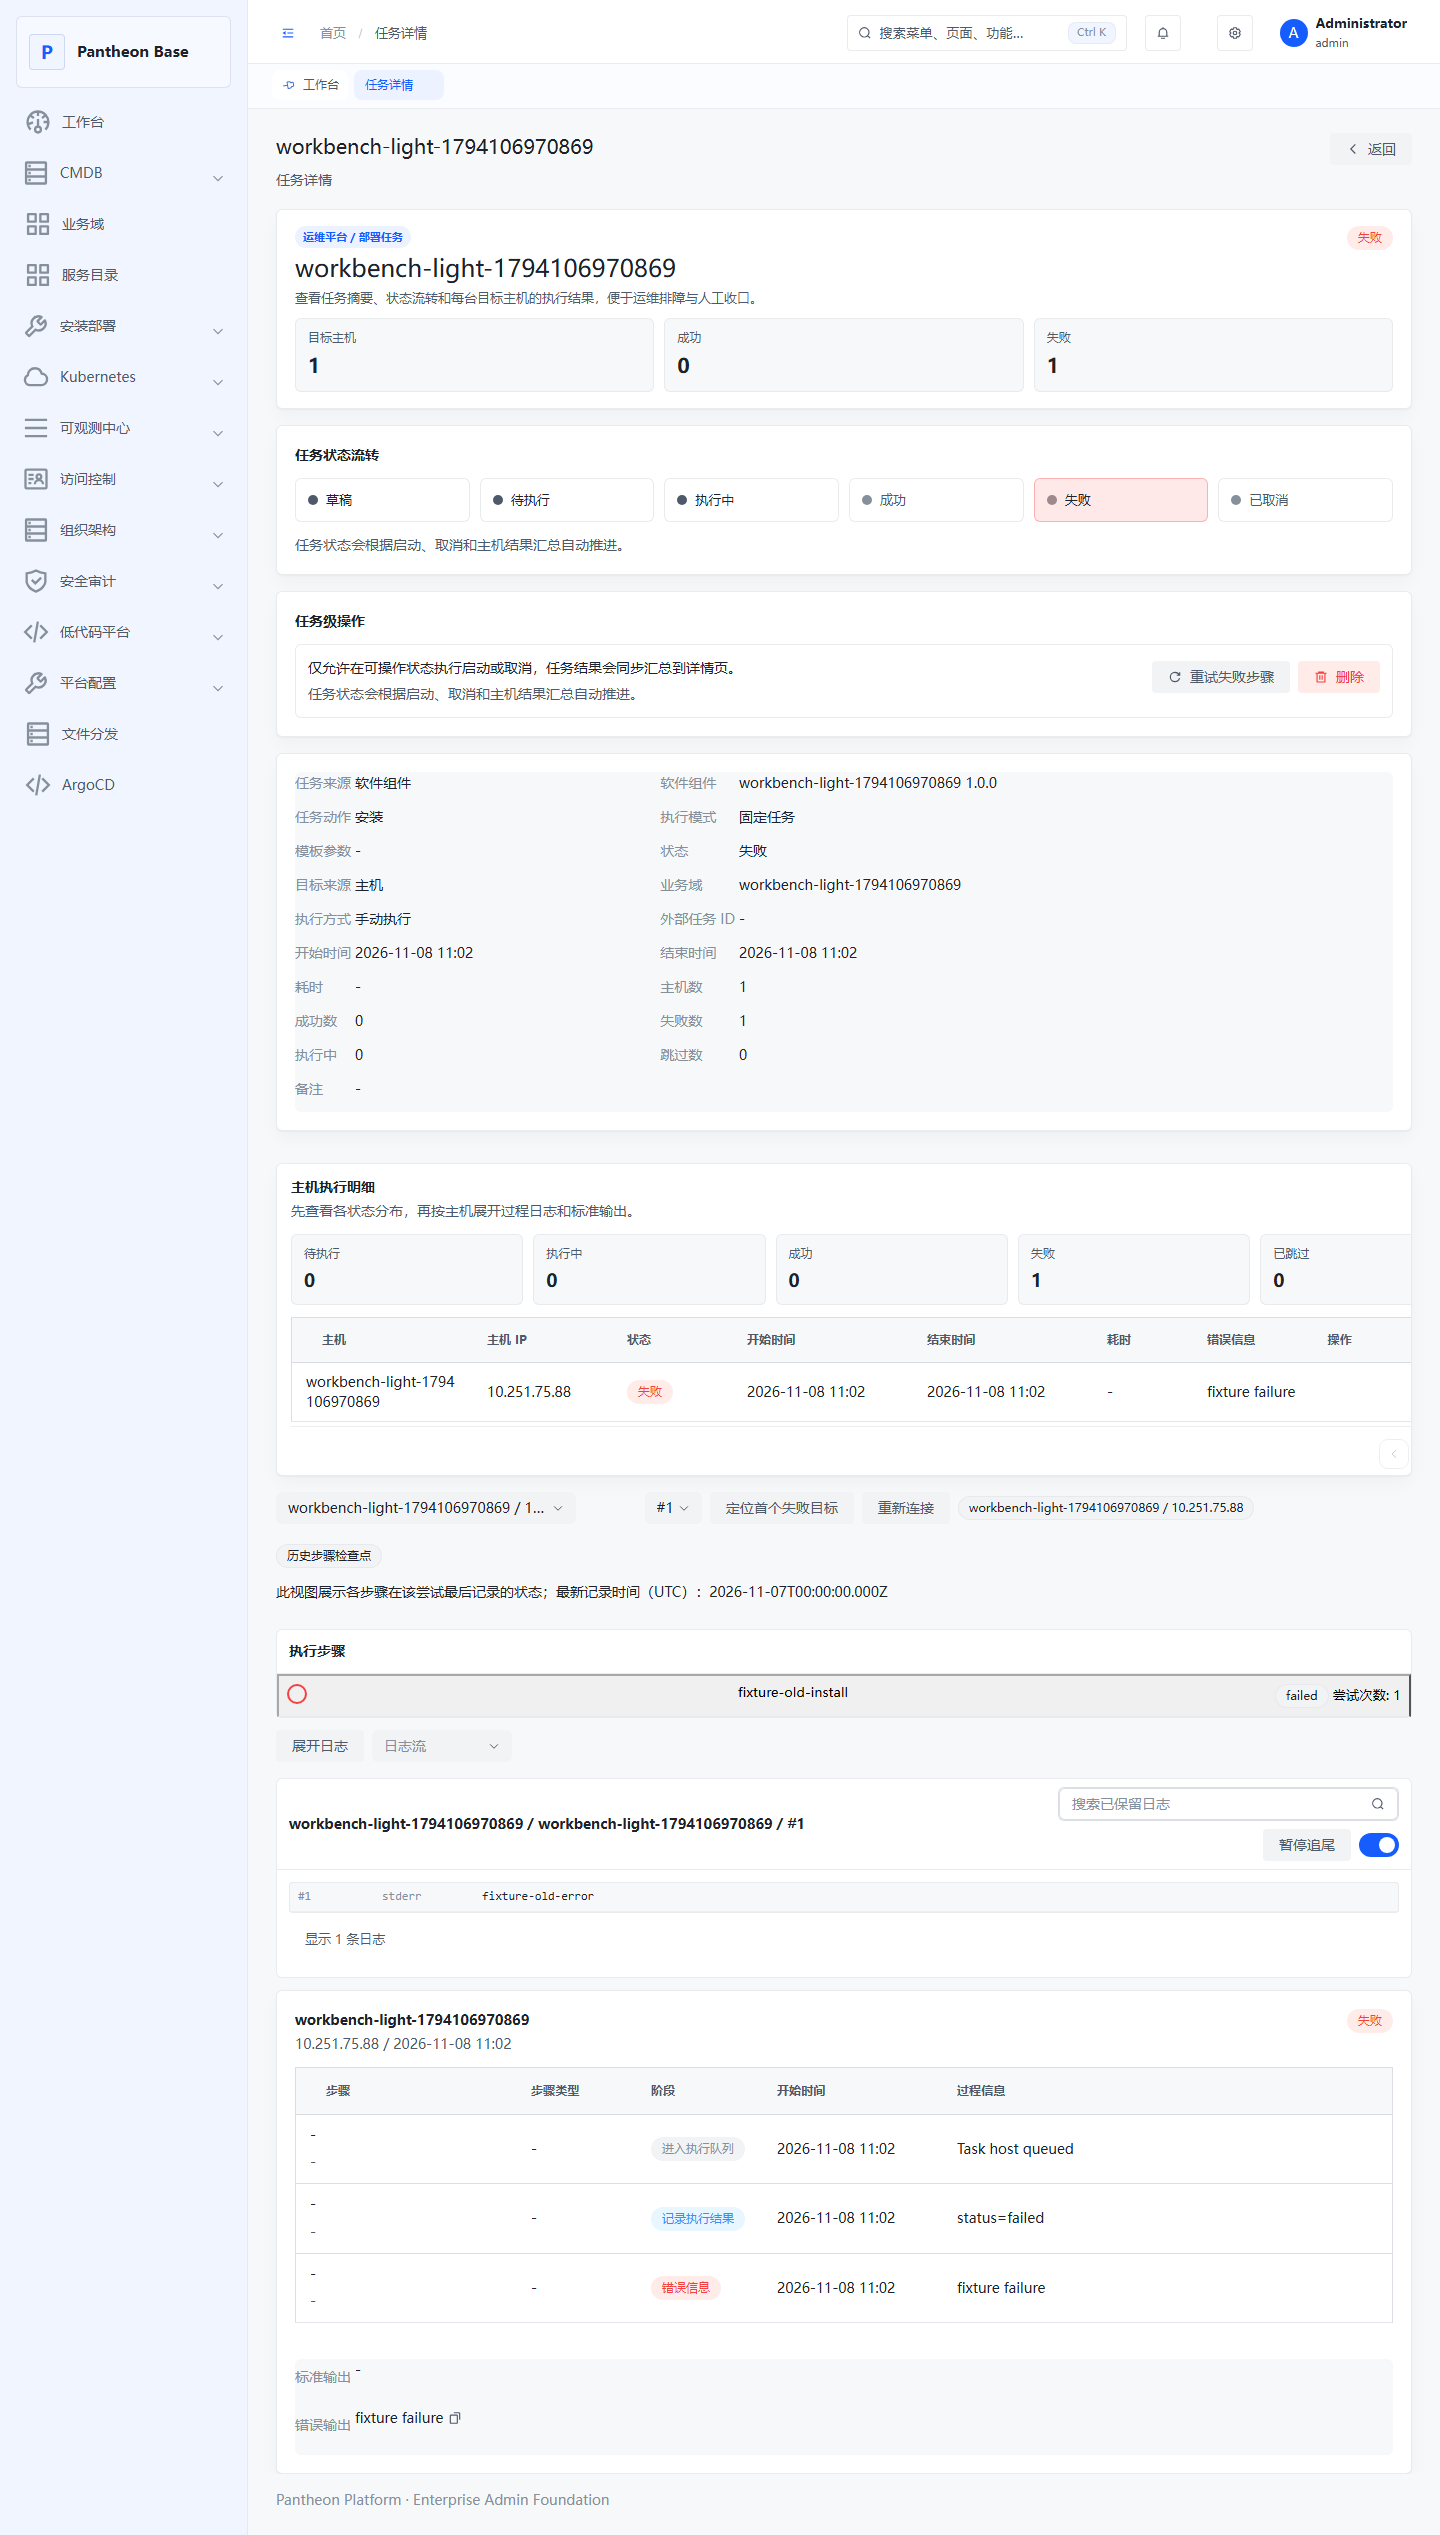 P Pantheon Base
工作台
CMDB
业务域
服务目录
安装部署
Kubernetes
可观测中心
访问控制
组织架构
安全审计
低代码平台
平台配置
文件分发
ArgoCD
首页 / 任务详情
搜索菜单、页面、功能... Ctrl K
A Administrator
admin
工作台 任务详情
workbench-light-1794106970869
任务详情
返回
运维平台 / 部署任务
失败
workbench-light-1794106970869
查看任务摘要、状态流转和每台目标主机的执行结果，便于运维排障与人工收口。
目标主机 成功 失败
1 0 1
任务状态流转
草稿 待执行 执行中 成功 失败 已取消
任务状态会根据启动、取消和主机结果汇总自动推进。
任务级操作
仅允许在可操作状态执行启动或取消，任务结果会同步汇总到详情页。
任务状态会根据启动、取消和主机结果汇总自动推进。
重试失败步骤 删除
任务来源 软件组件 软件组件 workbench-light-1794106970869 1.0.0
任务动作 安装 执行模式 固定任务
模板参数 - 状态 失败
目标来源 主机 业务域 workbench-light-1794106970869
执行方式 手动执行 外部任务 ID -
开始时间 2026-11-08 11:02 结束时间 2026-11-08 11:02
耗时 - 主机数 1
成功数 0 失败数 1
执行中 0 跳过数 0
备注 -
主机执行明细
先查看各状态分布，再按主机展开过程日志和标准输出。
待执行 执行中 成功 失败 已跳过
0 0 0 1 0
主机 主机 IP 状态 开始时间 结束时间 耗时 错误信息 操作
workbench-light-1794
106970869 10.251.75.88 失败 2026-11-08 11:02 2026-11-08 11:02 - fixture failure
workbench-light-1794106970869 / 1... #1 定位首个失败目标 重新连接 workbench-light-1794106970869 / 10.251.75.88
历史步骤检查点
此视图展示各步骤在该尝试最后记录的状态；最新记录时间（UTC）：2026-11-07T00:00:00.000Z
执行步骤
fixture-old-install failed 尝试次数: 1
展开日志 日志流
搜索已保留日志
workbench-light-1794106970869 / workbench-light-1794106970869 / #1
暂停追尾
#1 stderr fixture-old-error
显示 1 条日志
workbench-light-1794106970869
失败
10.251.75.88 / 2026-11-08 11:02
步骤 步骤类型 阶段 开始时间 过程信息
-
- - 进入执行队列 2026-11-08 11:02 Task host queued
-
- - 记录执行结果 2026-11-08 11:02 status=failed
-
- - 错误信息 2026-11-08 11:02 fixture failure
标准输出 -
错误输出 fixture failure
Pantheon Platform · Enterprise Admin Foundation